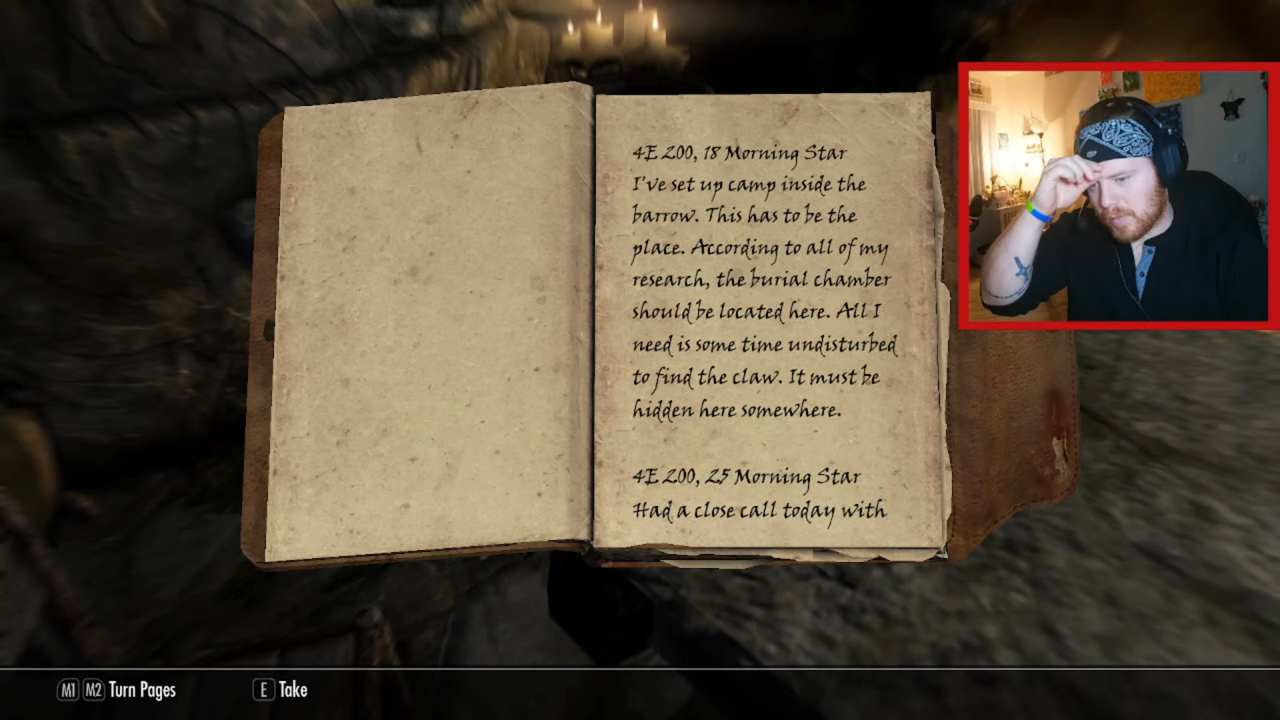 4E 200, 18 Morning Star
I've set up camp inside the
barrow. This has to be the
place. According to all of my
research, the burial chamber
should be located here. All I
need is some time undisturbed
to find the claw. It must be
hidden here somewhere.
4E 200, 25 Morning Star
Had a close call today with
M1 M2 Turn Pages
E Take